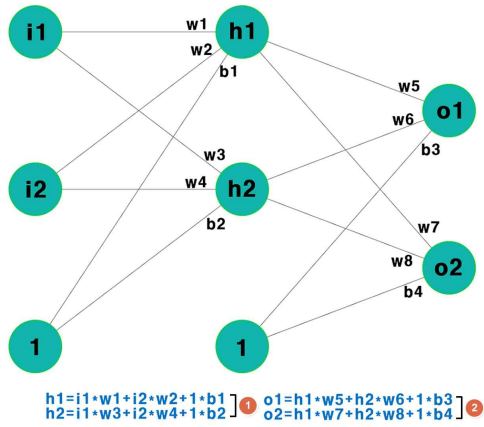 i1
w1
h1
w2
b1
w5
o1
w6
b3
w3
i2
w4
h2
b2
w7
w8
o2
b4
1
1
h1=i1*w1+i2*w2+1*b1
h2=i1*w3+i2*w4+1*b2
1
o1=h1*w5+h2*w6+1*b3
o2=h1*w7+h2*w8+1*b4
2